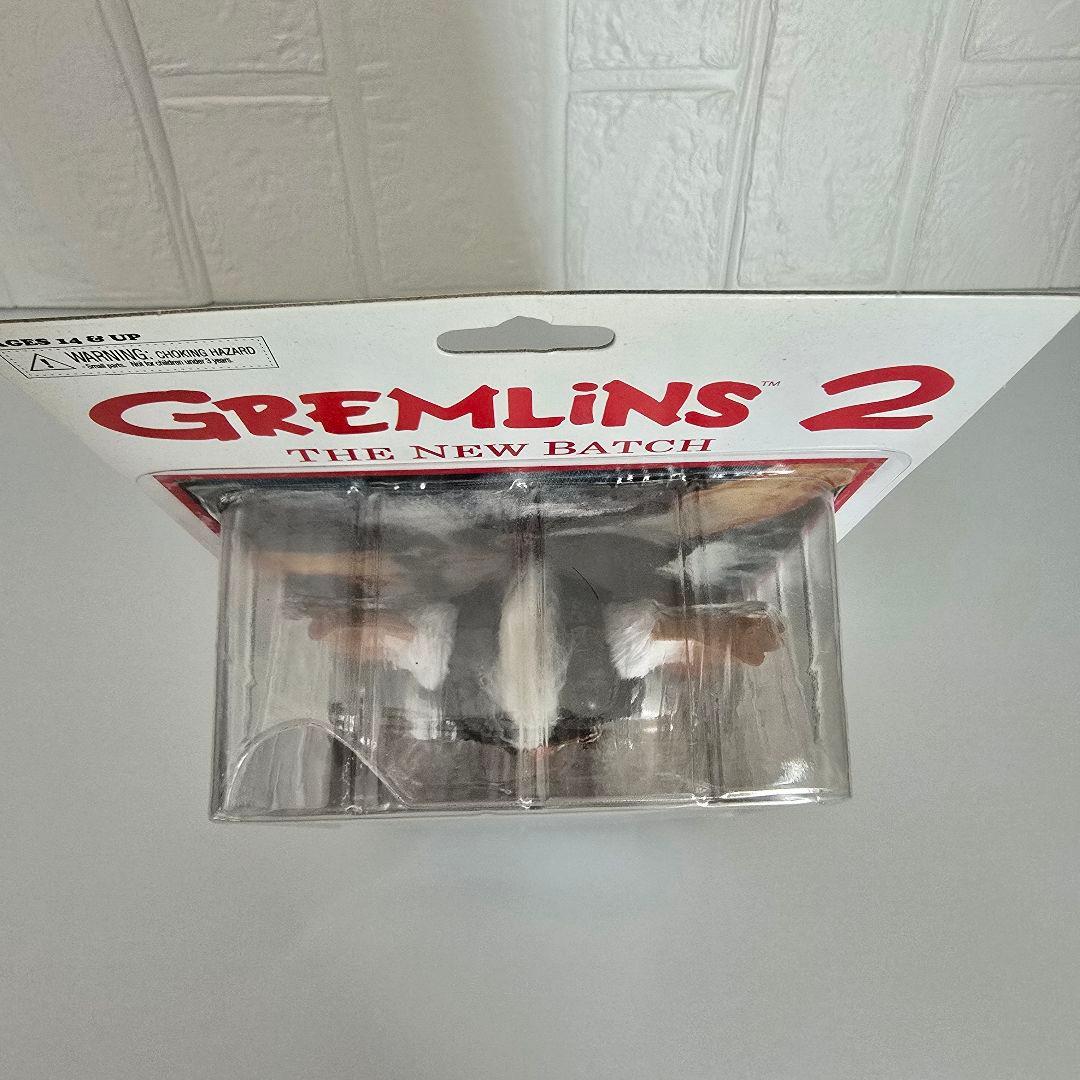 AGES 14 & UP
WARNING: CHOKING HAZARD
- Small parts. Not for children under 3 years.
GREMLiNS™ 2
THE NEW BATCH